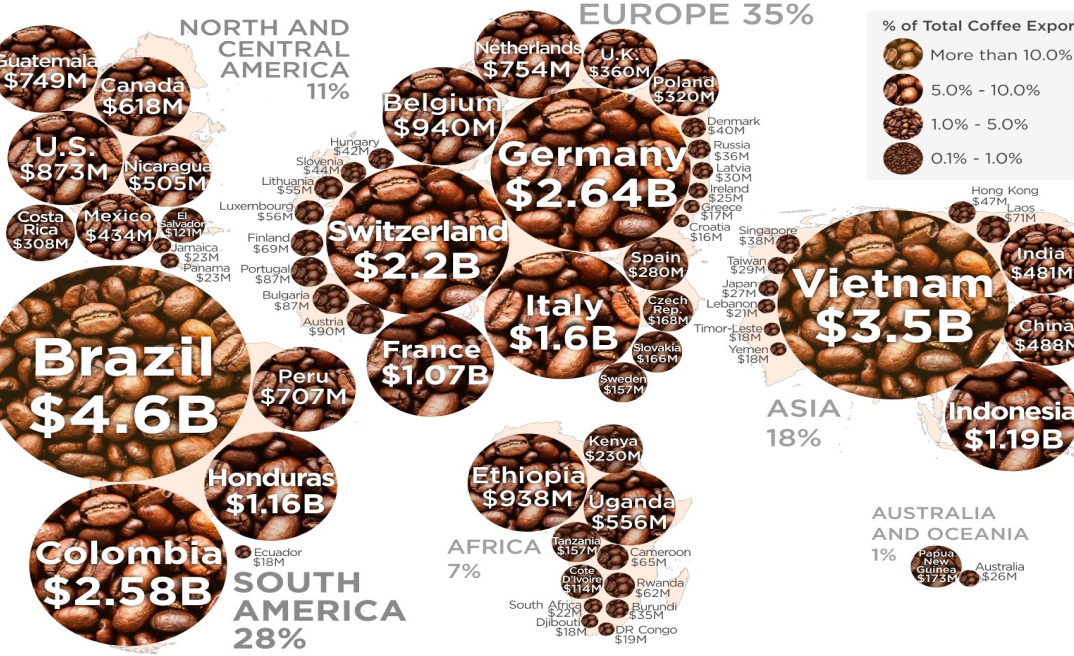 NORTH AND
CENTRAL
AMERICA
11%
Guatemala
$749M
Canada
$618M
U.S.
$873M
Nicaragua
$505M
Costa
Rica
$308M
Mexico
$434M
El
Salvador
$121M
Jamaica
$23M
Panama
$23M
EUROPE 35%
Netherlands
$754M
U.K.
$360M
Poland
$320M
Belgium
$940M
Germany
$2.64B
Denmark
$40M
Russia
$36M
Latvia
$30M
Ireland
$25M
Greece
$17M
Croatia
$16M
Hungary
$42M
Slovenia
$44M
Lithuania
$55M
Luxembourg
$56M
Finland
$69M
Portugal
$87M
Bulgaria
$87M
Austria
$90M
Switzerland
$2.2B
Italy
$1.6B
France
$1.07B
Spain
$280M
Czech
Rep.
$168M
Slovakia
$166M
Sweden
$157M
% of Total Coffee Expor
More than 10.0%
5.0% - 10.0%
1.0% - 5.0%
0.1% - 1.0%
Hong Kong
$47M
Laos
$71M
Singapore
$38M
Taiwan
$29M
Japan
$27M
Lebanon
$21M
Timor-Leste
$18M
Yemen
$18M
Vietnam
$3.5B
India
$481M
China
$488M
Indonesia
$1.19B
ASIA
18%
Brazil
$4.6B
Peru
$707M
Honduras
$1.16B
Colombia
$2.58B
Ecuador
$18M
SOUTH
AMERICA
28%
AFRICA
7%
Kenya
$230M
Ethiopia
$938M
Uganda
$556M
Tanzania
$157M
Cameroon
$65M
Cote
D'Ivoire
$114M
Rwanda
$62M
South Africa
$22M
Burundi
$35M
Djibouti
$18M
DR Congo
$19M
AUSTRALIA
AND OCEANIA
1%
Papua
New
Guinea
$173M
Australia
$26M